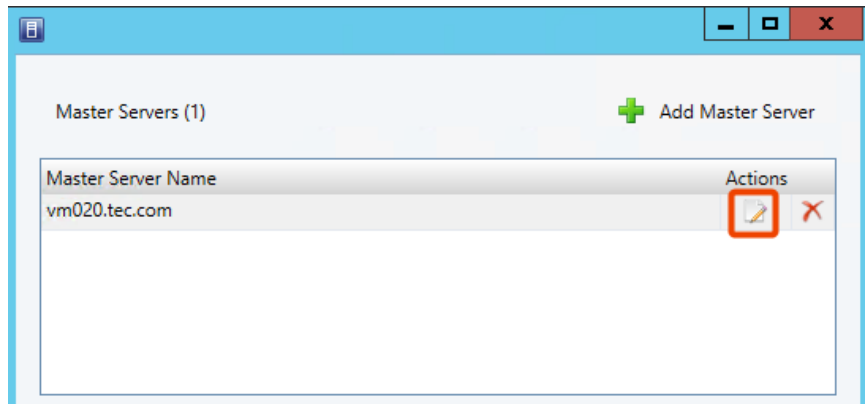 Master Servers (1) Add Master Server
Master Server Name Actions
vm020.tec.com